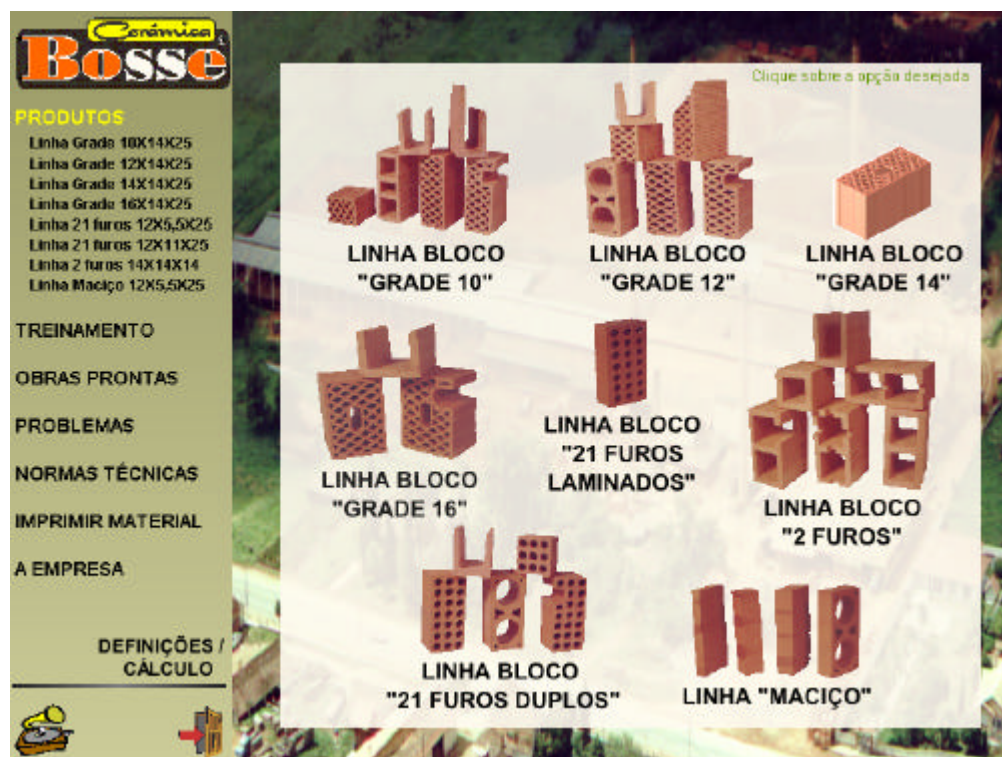 Cerâmica
Bosse
PRODUTOS
Linha Grade 10X14X25
Linha Grade 12X14X25
Linha Grade 14X14X25
Linha Grade 16X14X25
Linha 21 furos 12X5,5X25
Linha 21 furos 12X11X25
Linha 2 furos 14X14X14
Linha Maciço 12X5,5X25
TREINAMENTO
OBRAS PRONTAS
PROBLEMAS
NORMAS TÉCNICAS
IMPRIMIR MATERIAL
A EMPRESA
DEFINIÇÕES /
CÁLCULO
Clique sobre a opção desejada
LINHA BLOCO
"GRADE 10"
LINHA BLOCO
"GRADE 12"
LINHA BLOCO
"GRADE 14"
LINHA BLOCO
"GRADE 16"
LINHA BLOCO
"21 FUROS
LAMINADOS"
LINHA BLOCO
"2 FUROS"
LINHA BLOCO
"21 FUROS DUPLOS"
LINHA "MACIÇO"